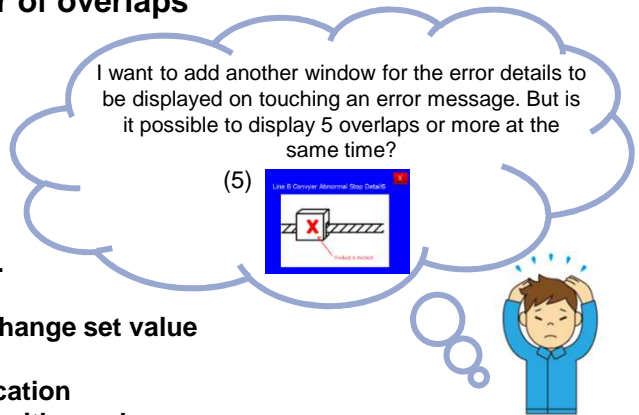 r of overlaps
I want to add another window for the error details to
be displayed on touching an error message. But is
it possible to display 5 overlaps or more at the
same time?
(5)
Line B Convyer Abnormal Stop Details
X
X
Product is stucked
.
hange set value
cation